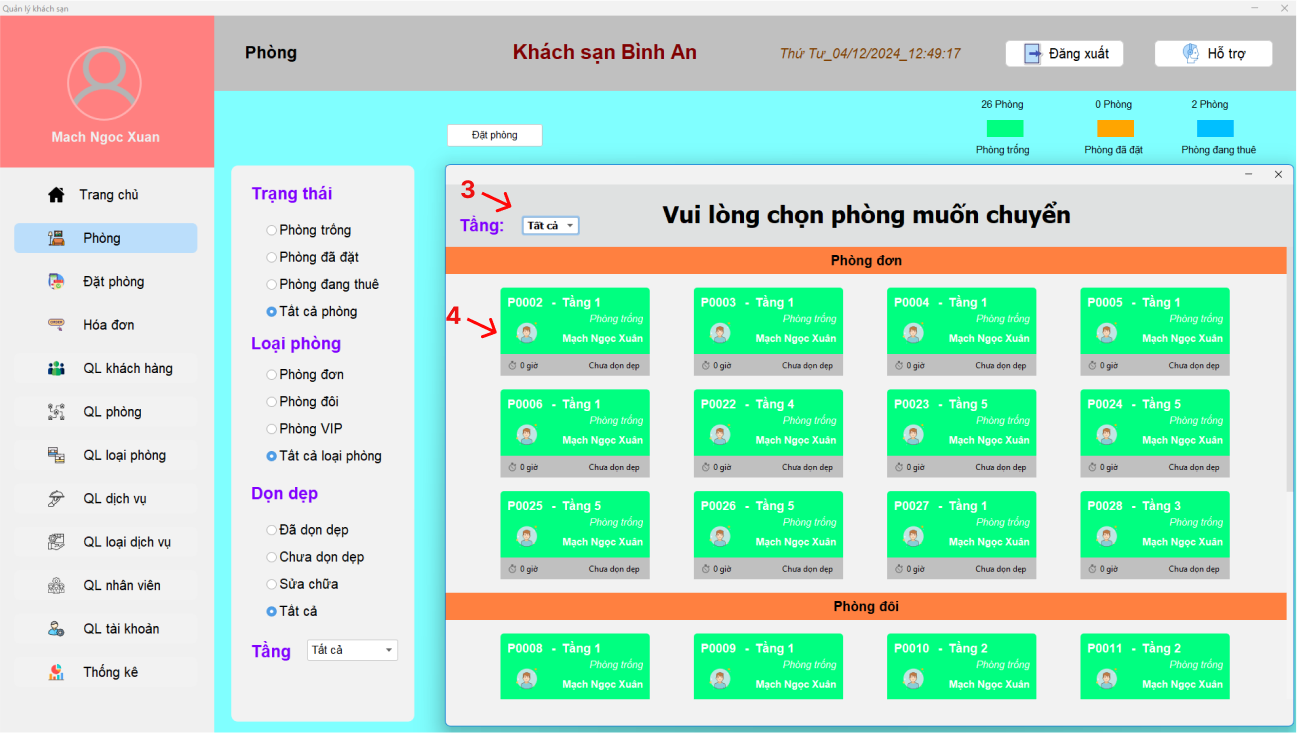 Quản lý khách sạn
Mach Ngoc Xuan
Phòng
Khách sạn Bình An
Thứ Tư_04/12/2024_12:49:17
Đăng xuất
Hỗ trợ
26 Phòng
0 Phòng
2 Phòng
Phòng trống
Phòng đã đặt
Phòng đang thuê
Đặt phòng
Trang chủ
Phòng
Đặt phòng
Hóa đơn
QL khách hàng
QL phòng
QL loại phòng
QL dịch vụ
QL loại dịch vụ
QL nhân viên
QL tài khoản
Thống kê
Trạng thái
Phòng trống
Phòng đã đặt
Phòng đang thuê
Tất cả phòng
Loại phòng
Phòng đơn
Phòng đôi
Phòng VIP
Tất cả loại phòng
Dọn dẹp
Đã dọn dẹp
Chưa dọn dẹp
Sửa chữa
Tất cả
Tầng Tất cả
3
Tầng: Tất cả
Vui lòng chọn phòng muốn chuyển
Phòng đơn
4
P0002 - Tầng 1
Phòng trống
Mạch Ngọc Xuân
0 giờ Chưa dọn dẹp
P0003 - Tầng 1
Phòng trống
Mạch Ngọc Xuân
0 giờ Chưa dọn dẹp
P0004 - Tầng 1
Phòng trống
Mạch Ngọc Xuân
0 giờ Chưa dọn dẹp
P0005 - Tầng 1
Phòng trống
Mạch Ngọc Xuân
0 giờ Chưa dọn dẹp
P0006 - Tầng 1
Phòng trống
Mạch Ngọc Xuân
0 giờ Chưa dọn dẹp
P0022 - Tầng 4
Phòng trống
Mạch Ngọc Xuân
0 giờ Chưa dọn dẹp
P0023 - Tầng 5
Phòng trống
Mạch Ngọc Xuân
0 giờ Chưa dọn dẹp
P0024 - Tầng 5
Phòng trống
Mạch Ngọc Xuân
0 giờ Chưa dọn dẹp
P0025 - Tầng 5
Phòng trống
Mạch Ngọc Xuân
0 giờ Chưa dọn dẹp
P0026 - Tầng 5
Phòng trống
Mạch Ngọc Xuân
0 giờ Chưa dọn dẹp
P0027 - Tầng 1
Phòng trống
Mạch Ngọc Xuân
0 giờ Chưa dọn dẹp
P0028 - Tầng 3
Phòng trống
Mạch Ngọc Xuân
0 giờ Chưa dọn dẹp
Phòng đôi
P0008 - Tầng 1
Phòng trống
Mạch Ngọc Xuân
P0009 - Tầng 1
Phòng trống
Mạch Ngọc Xuân
P0010 - Tầng 2
Phòng trống
Mạch Ngọc Xuân
P0011 - Tầng 2
Phòng trống
Mạch Ngọc Xuân